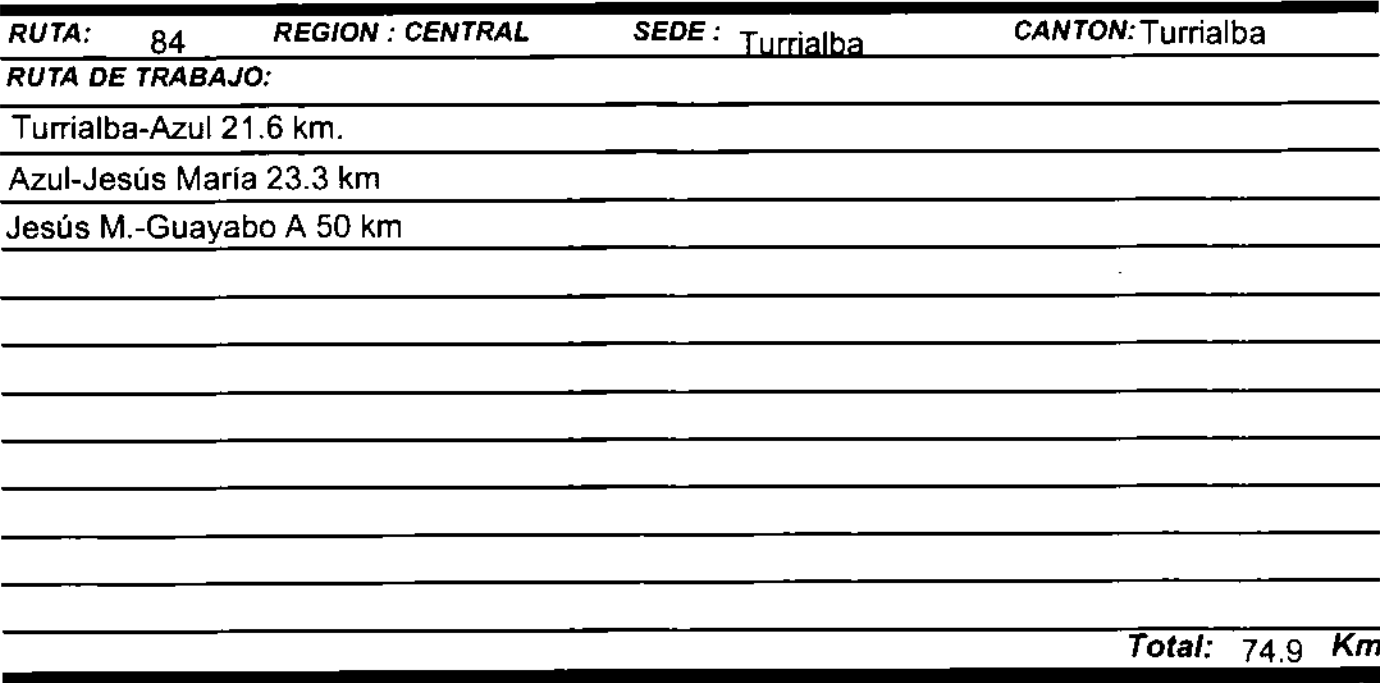 RUTA: 84 REGION : CENTRAL SEDE : Turrialba CANTON: Turrialba
RUTA DE TRABAJO:
Turrialba-Azul 21.6 km.
Azul-Jesús María 23.3 km
Jesús M.-Guayabo A 50 km
Total: 74.9 Km